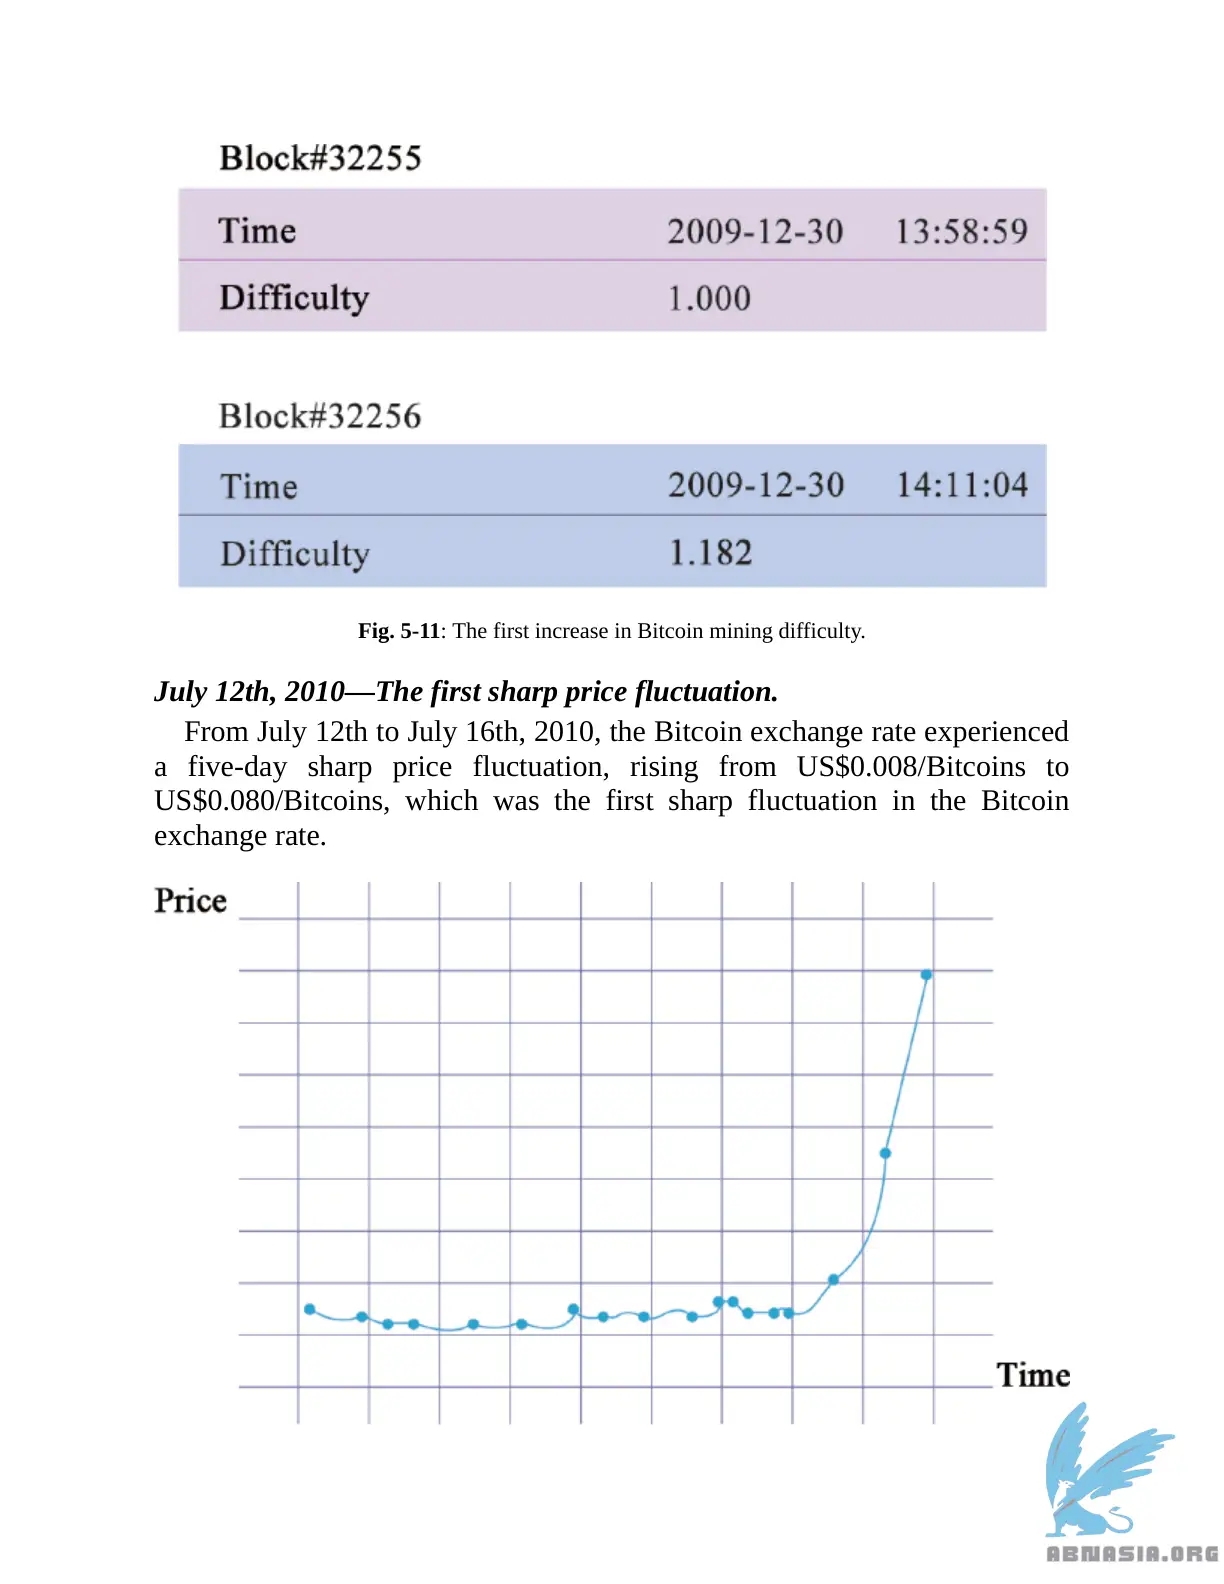 Block#32255
Time 2009-12-30 13:58:59
Difficulty 1.000
Block#32256
Time 2009-12-30 14:11:04
Difficulty 1.182
Fig. 5-11: The first increase in Bitcoin mining difficulty.
July 12th, 2010—The first sharp price fluctuation.
From July 12th to July 16th, 2010, the Bitcoin exchange rate experienced
a five-day sharp price fluctuation, rising from US$0.008/Bitcoins to
US$0.080/Bitcoins, which was the first sharp fluctuation in the Bitcoin
exchange rate.
Price
Time
ABNASIA.ORG